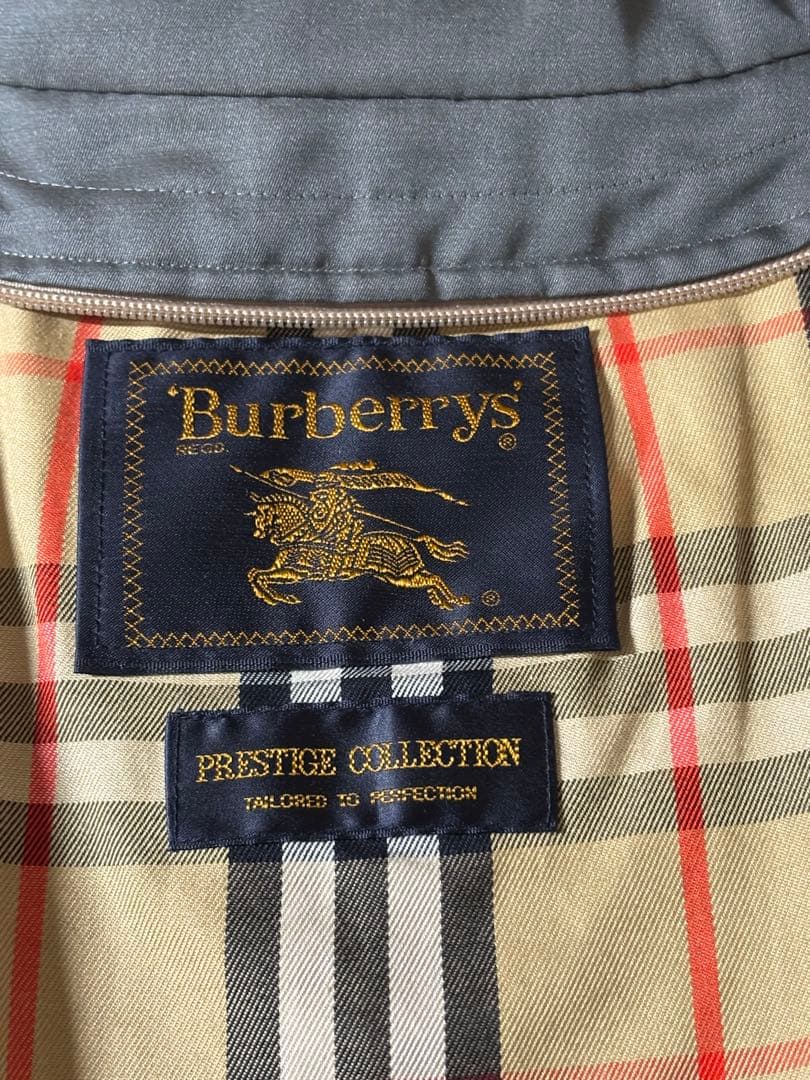 'Burberrys'
REGD. ®
®
PRESTIGE COLLECTION
TAILORED TO PERFECTION